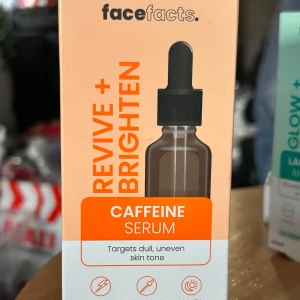 facefacts.
REVIVE +
BRIGHTEN
CAFFEINE
SERUM
Targets dull, uneven
skin tone
GLOW +